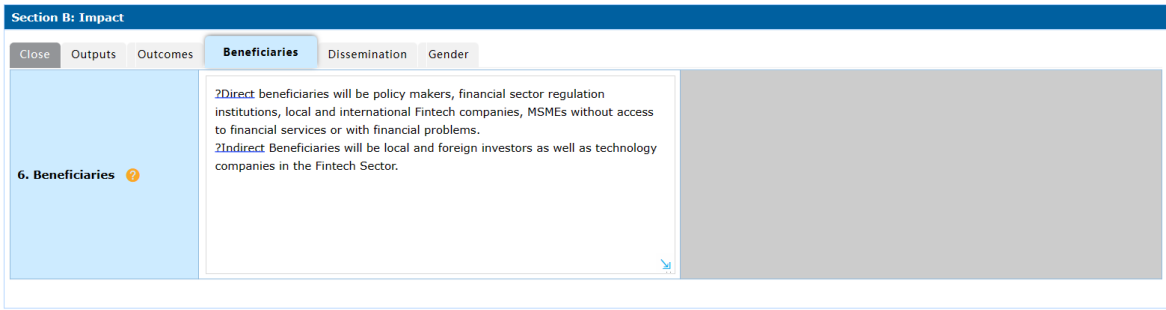 Section B: Impact
Close Outputs Outcomes Beneficiaries Dissemination Gender
6. Beneficiaries ?
?Direct beneficiaries will be policy makers, financial sector regulation
institutions, local and international Fintech companies, MSMEs without access
to financial services or with financial problems.
?Indirect Beneficiaries will be local and foreign investors as well as technology
companies in the Fintech Sector.